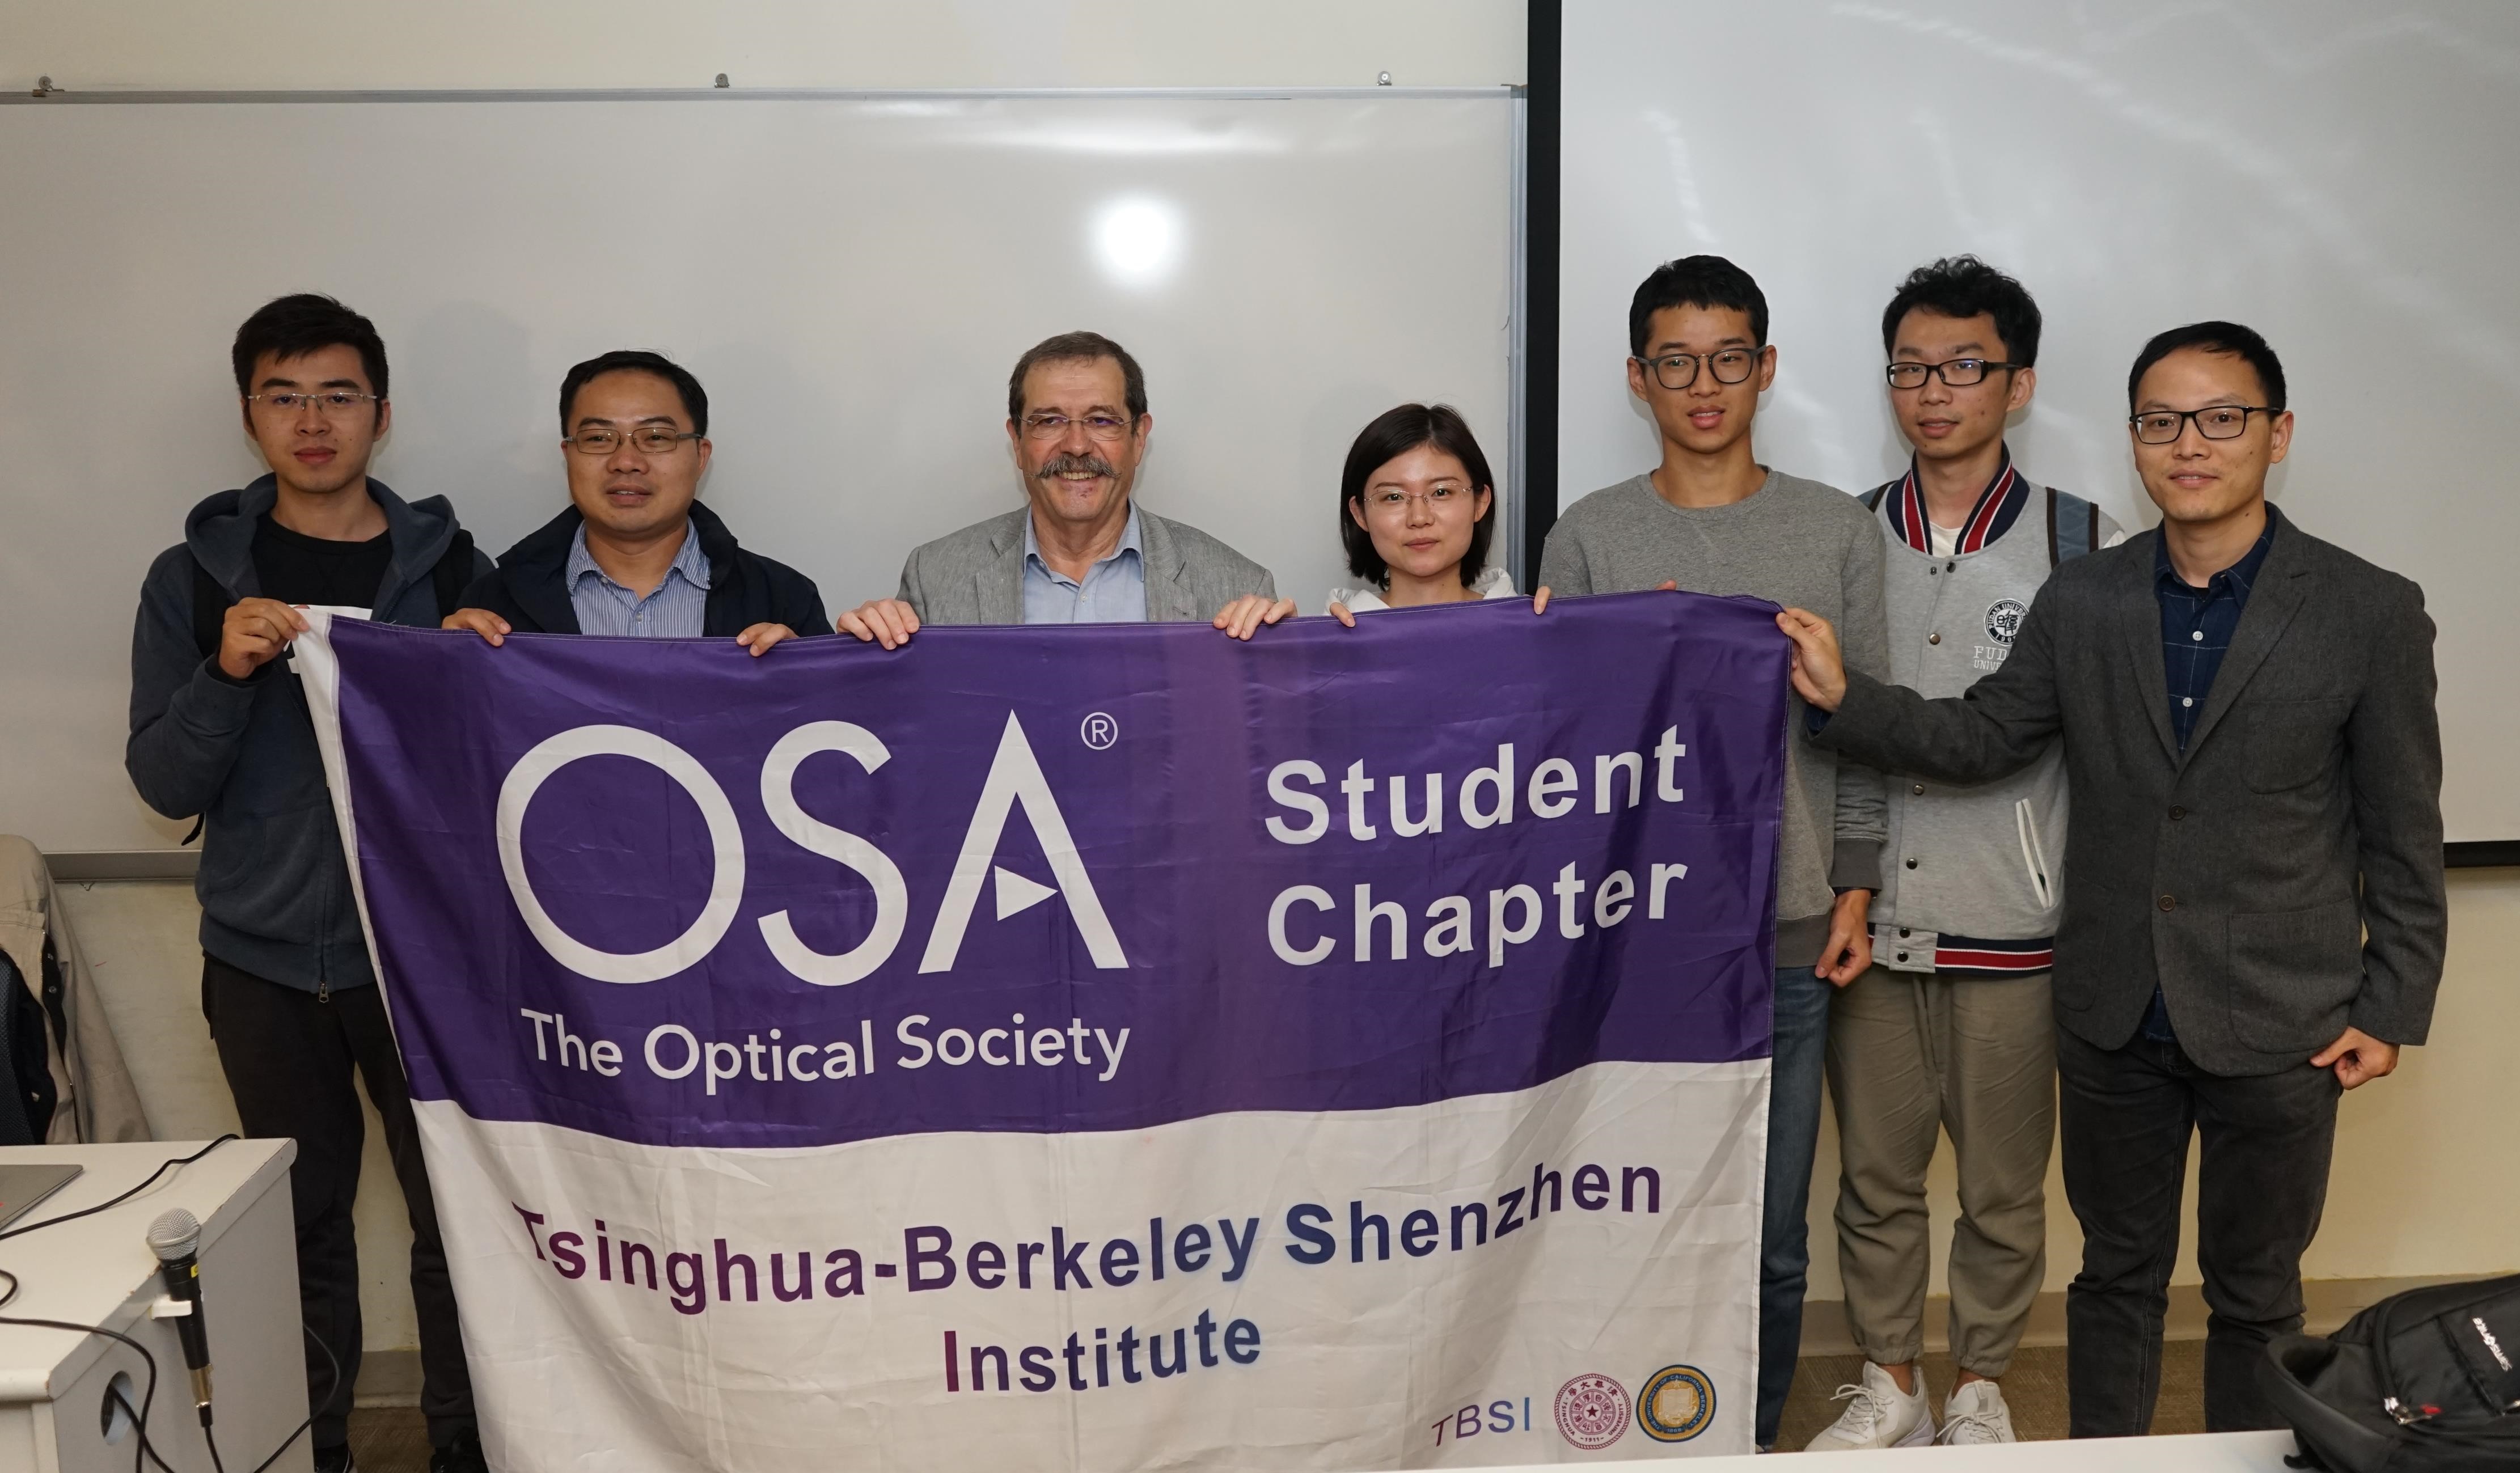 OSA®
The Optical Society
Student
Chapter
Tsinghua-Berkeley Shenzhen
Institute
TBSI